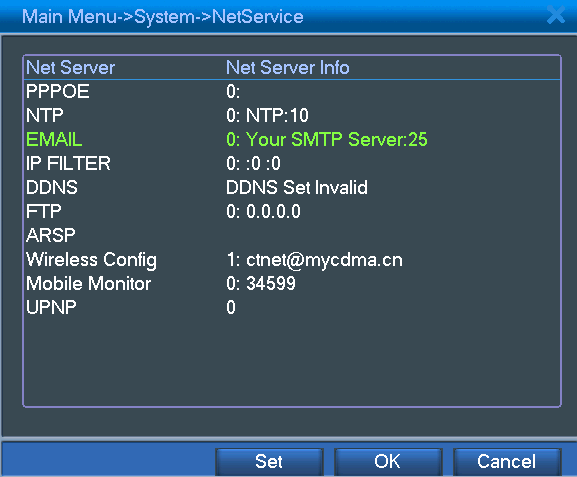 Main Menu->System->NetService
Net Server Net Server Info
PPPOE 0:
NTP 0: NTP:10
EMAIL 0: Your SMTP Server:25
IP FILTER 0: :0 :0
DDNS DDNS Set Invalid
FTP 0: 0.0.0.0
ARSP
Wireless Config 1: ctnet@mycdma.cn
Mobile Monitor 0: 34599
UPNP 0
Set OK Cancel